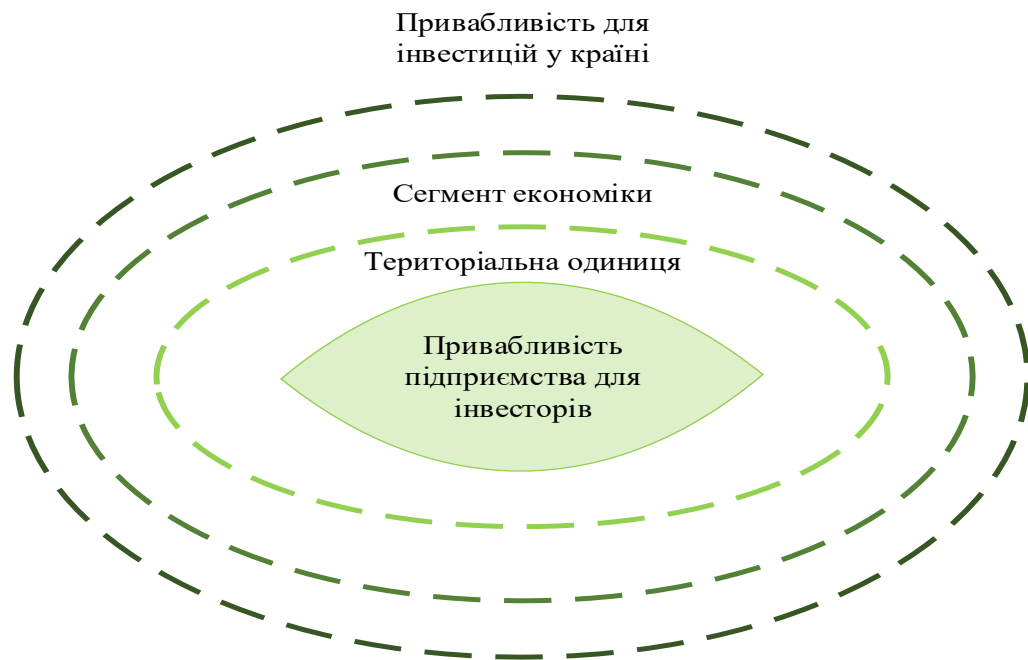 Привабливість для
інвестицій у країні
Сегмент економіки
Територіальна одиниця
Привабливість
підприємства для
інвесторів